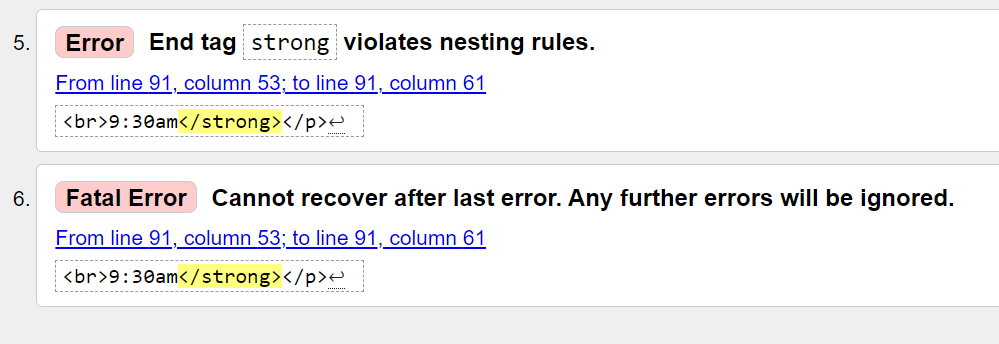 5. Error End tag strong violates nesting rules.
From line 91, column 53; to line 91, column 61
<br>9:30am</strong></p>↩
6. Fatal Error Cannot recover after last error. Any further errors will be ignored.
From line 91, column 53; to line 91, column 61
<br>9:30am</strong></p>↩